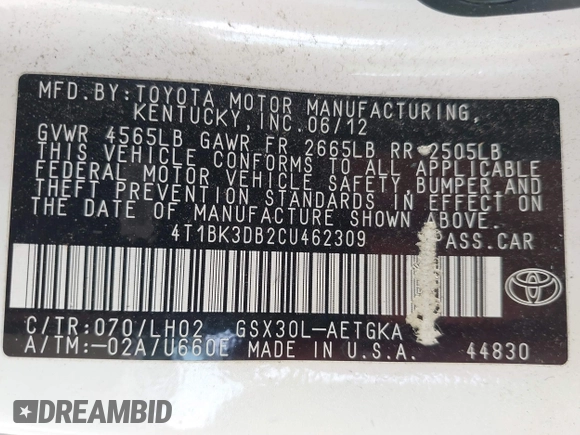 MFD.BY:TOYOTA MOTOR MANUFACTURING,
KENTUCKY, INC. 06/12
GVWR 4565LB GAWR FR 2665LB RR 2505LB
THIS VEHICLE CONFORMS TO ALL APPLICABLE
FEDERAL MOTOR VEHICLE SAFETY, BUMPER, AND
THEFT PREVENTION STANDARDS IN EFFECT ON
THE DATE OF MANUFACTURE SHOWN ABOVE.
4T1BK3DB2CU462309 PASS.CAR
C/TR:070/LH02 GSX30L-AETGKA
A/TM:-02A/U660E MADE IN U.S.A. 44830
TOYOTA
DREAMBID